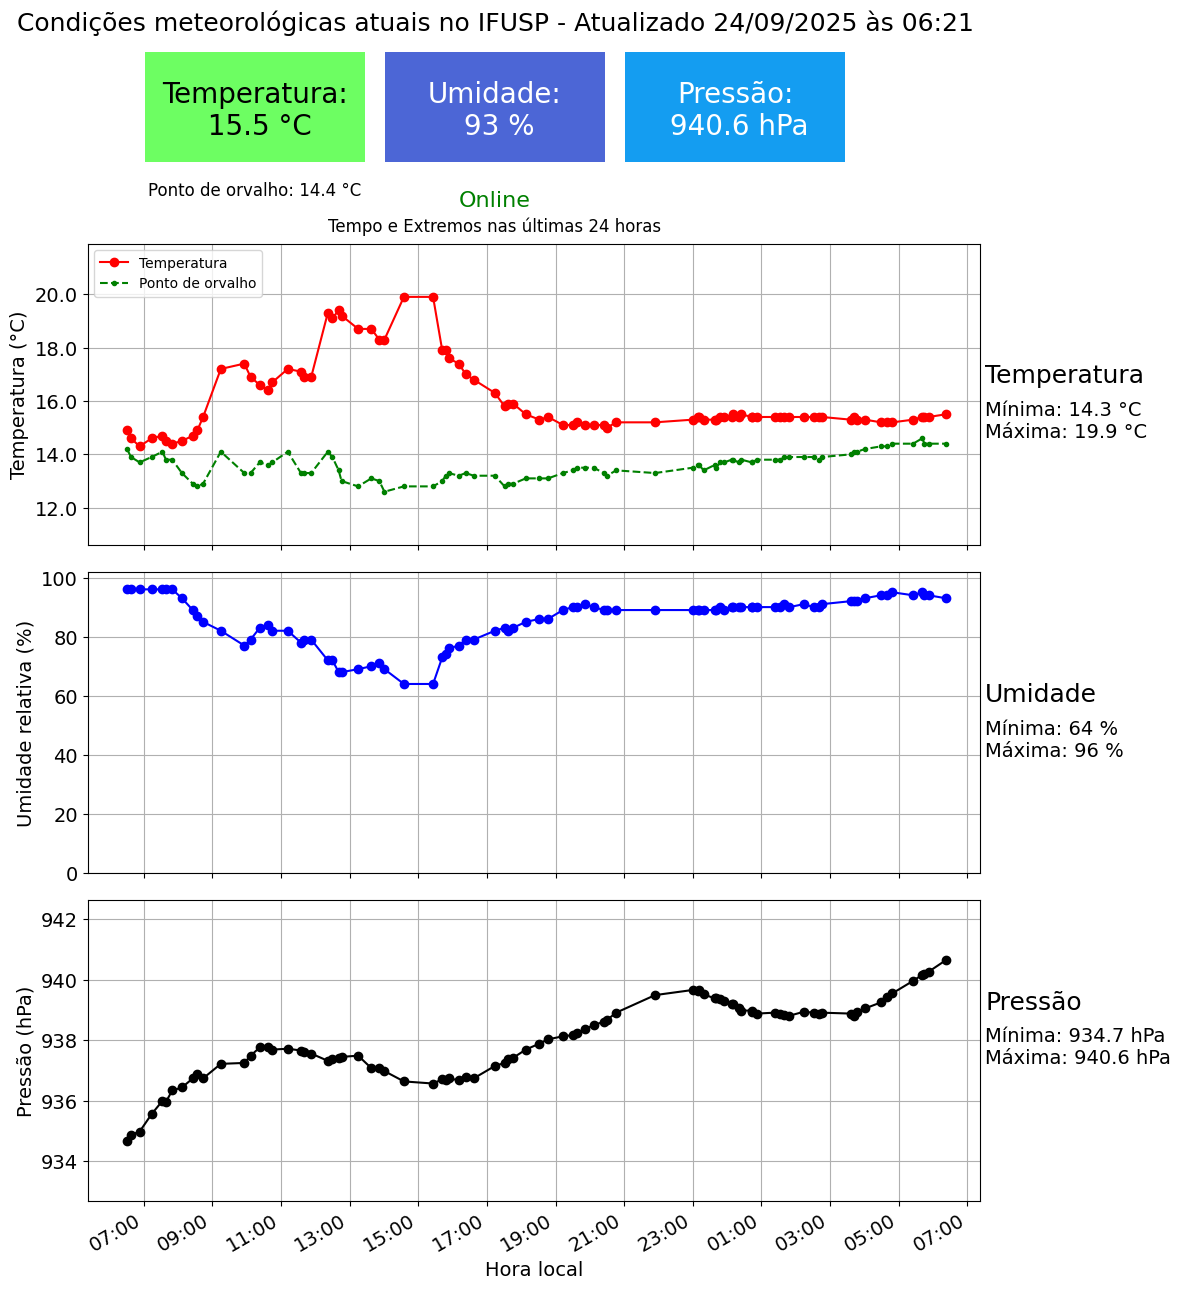 Condições meteorológicas atuais no IFUSP - Atualizado 24/09/2025 às 06:21
Temperatura:
15.5 °C
Umidade:
93 %
Pressão:
940.6 hPa
Ponto de orvalho: 14.4 °C
Online
Tempo e Extremos nas últimas 24 horas
Temperatura
Ponto de orvalho
Temperatura (°C)
20.0
18.0
16.0
14.0
12.0
Temperatura
Mínima: 14.3 °C
Máxima: 19.9 °C
Umidade relativa (%)
100
80
60
40
20
0
Umidade
Mínima: 64 %
Máxima: 96 %
Pressão (hPa)
942
940
938
936
934
Pressão
Mínima: 934.7 hPa
Máxima: 940.6 hPa
07:00
09:00
11:00
13:00
15:00
17:00
19:00
21:00
23:00
01:00
03:00
05:00
07:00
Hora local